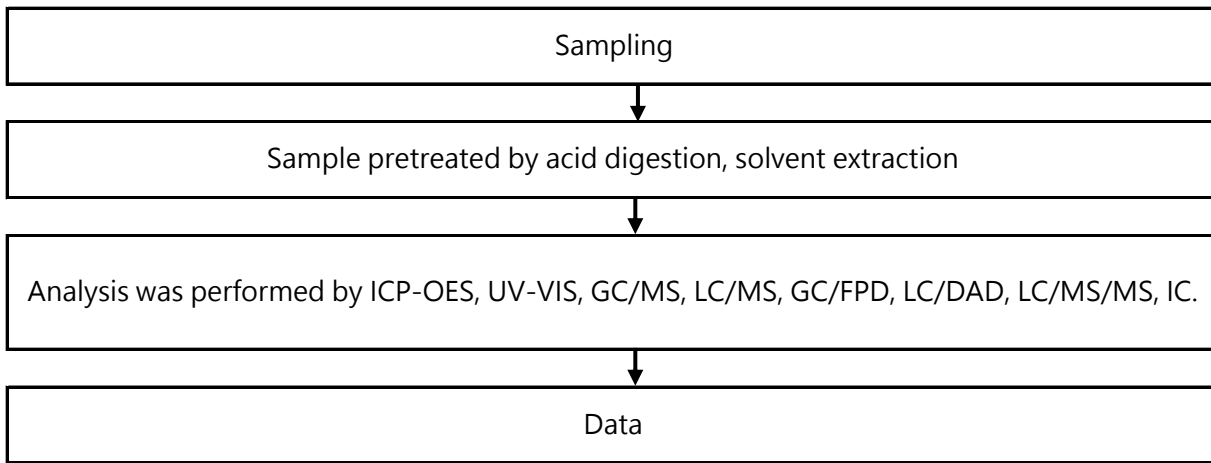 Sampling
Sample pretreated by acid digestion, solvent extraction
Analysis was performed by ICP-OES, UV-VIS, GC/MS, LC/MS, GC/FPD, LC/DAD, LC/MS/MS, IC.
Data